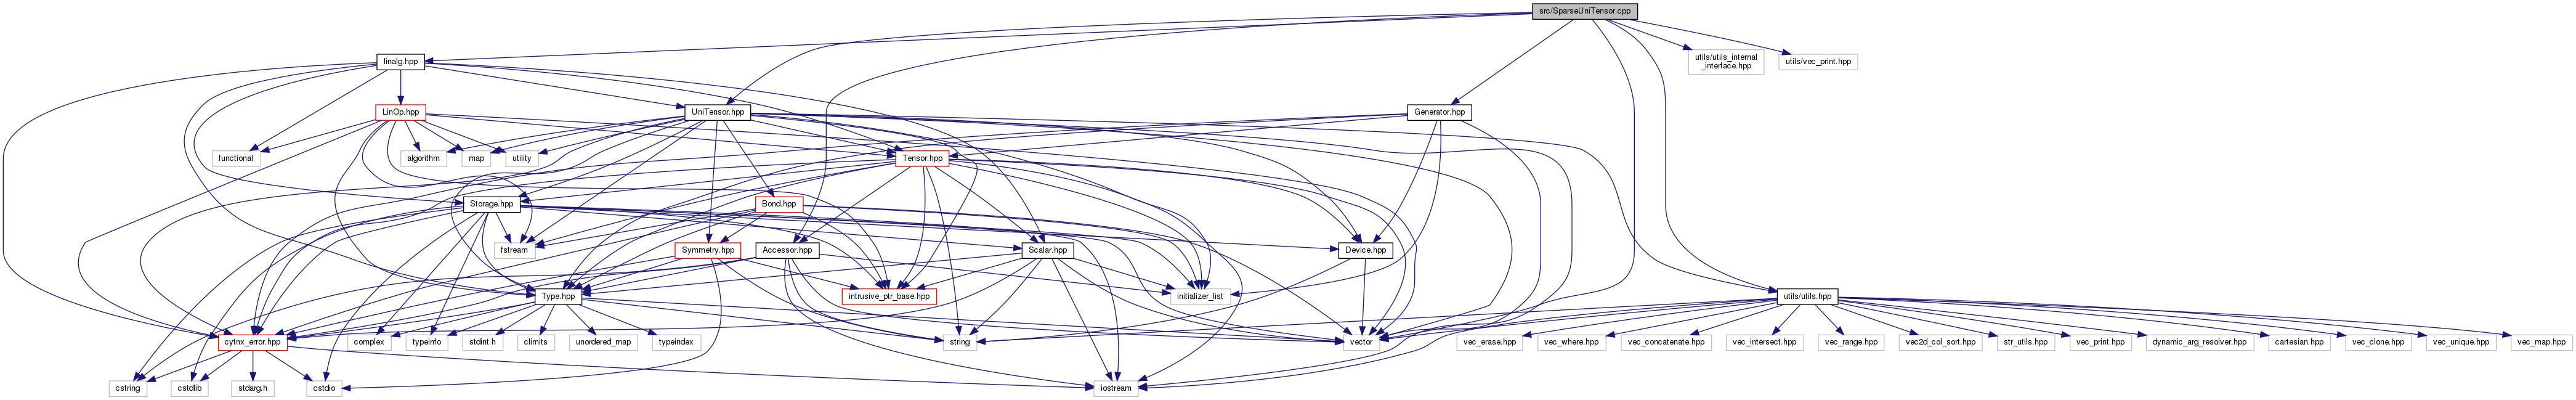 src/SparseUniTensor.cpp
linalg.hpp
utils/utils_internal
_interface.hpp
utils/vec_print.hpp
LinOp.hpp
UniTensor.hpp
Generator.hpp
functional
algorithm
map
utility
Tensor.hpp
Storage.hpp
Bond.hpp
fstream
Symmetry.hpp
Accessor.hpp
Scalar.hpp
Device.hpp
Type.hpp
intrusive_ptr_base.hpp
initializer_list
utils/utils.hpp
cytnx_error.hpp
complex
typeinfo
stdint.h
climits
unordered_map
typeindex
string
vector
vec_erase.hpp
vec_where.hpp
vec_concatenate.hpp
vec_intersect.hpp
vec_range.hpp
vec2d_col_sort.hpp
str_utils.hpp
vec_print.hpp
dynamic_arg_resolver.hpp
cartesian.hpp
vec_clone.hpp
vec_unique.hpp
vec_map.hpp
cstring
cstdlib
stdarg.h
cstdio
iostream